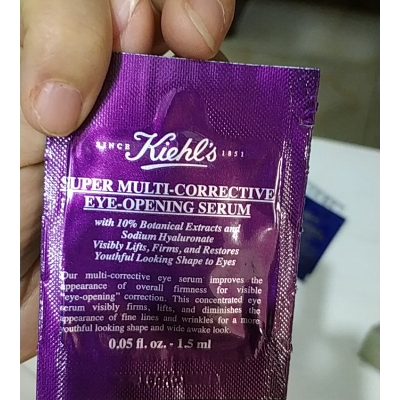 SINCE Kiehl's 1851
SUPER MULTI-CORRECTIVE
EYE-OPENING SERUM
with 10% Botanical Extracts and
Sodium Hyaluronate
Visibly Lifts, Firms, and Restores
Youthful Looking Shape to Eyes
Our multi-corrective eye serum improves the
appearance of overall firmness for visible
"eye-opening" correction. This concentrated eye
serum visibly firms, lifts, and diminishes the
appearance of fine lines and wrinkles for a more
youthful looking shape and wide awake look.
0.05 fl. oz. - 1.5 ml